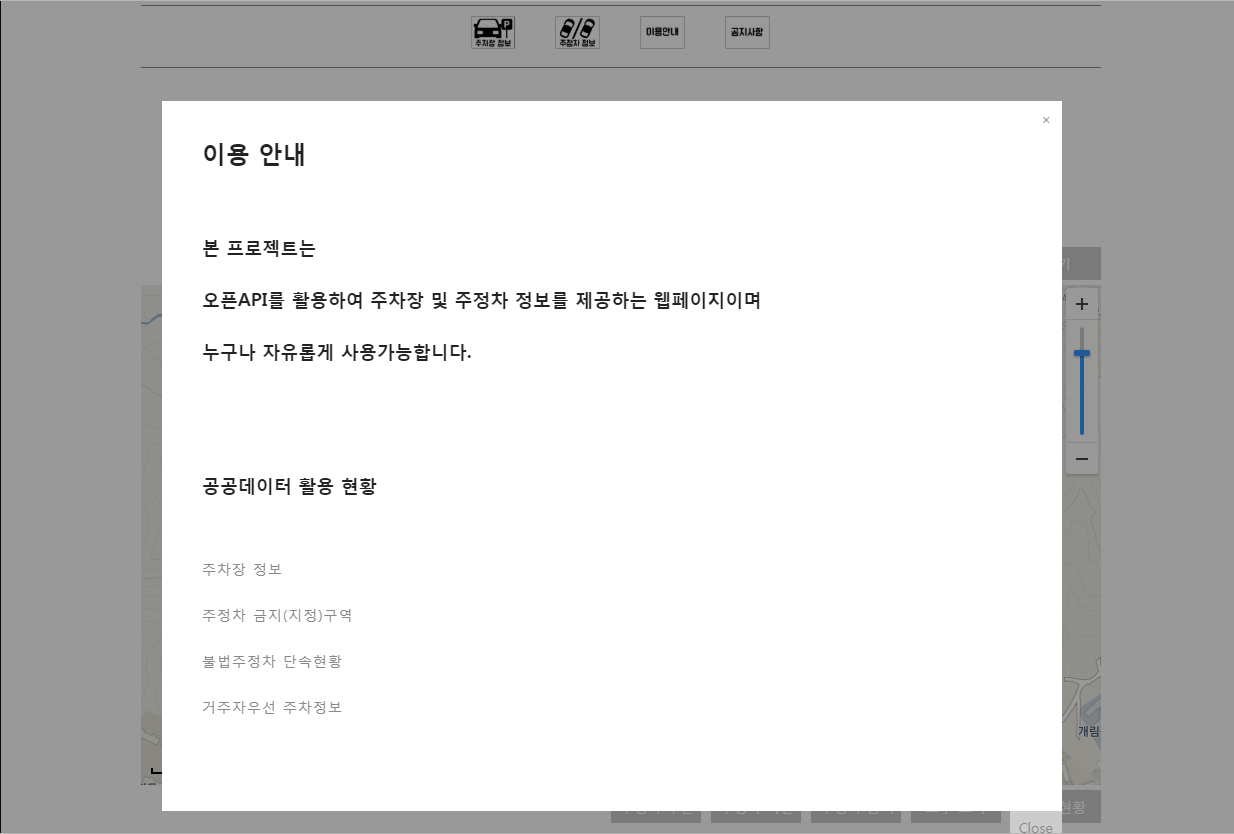 주차장 정보
주정차 정보
이용안내
공지사항
×
이용 안내
본 프로젝트는
오픈API를 활용하여 주차장 및 주정차 정보를 제공하는 웹페이지이며
누구나 자유롭게 사용가능합니다.
공공데이터 활용 현황
주차장 정보
주정차 금지(지정)구역
불법주정차 단속현황
거주자우선 주차정보
개림
현황
Close